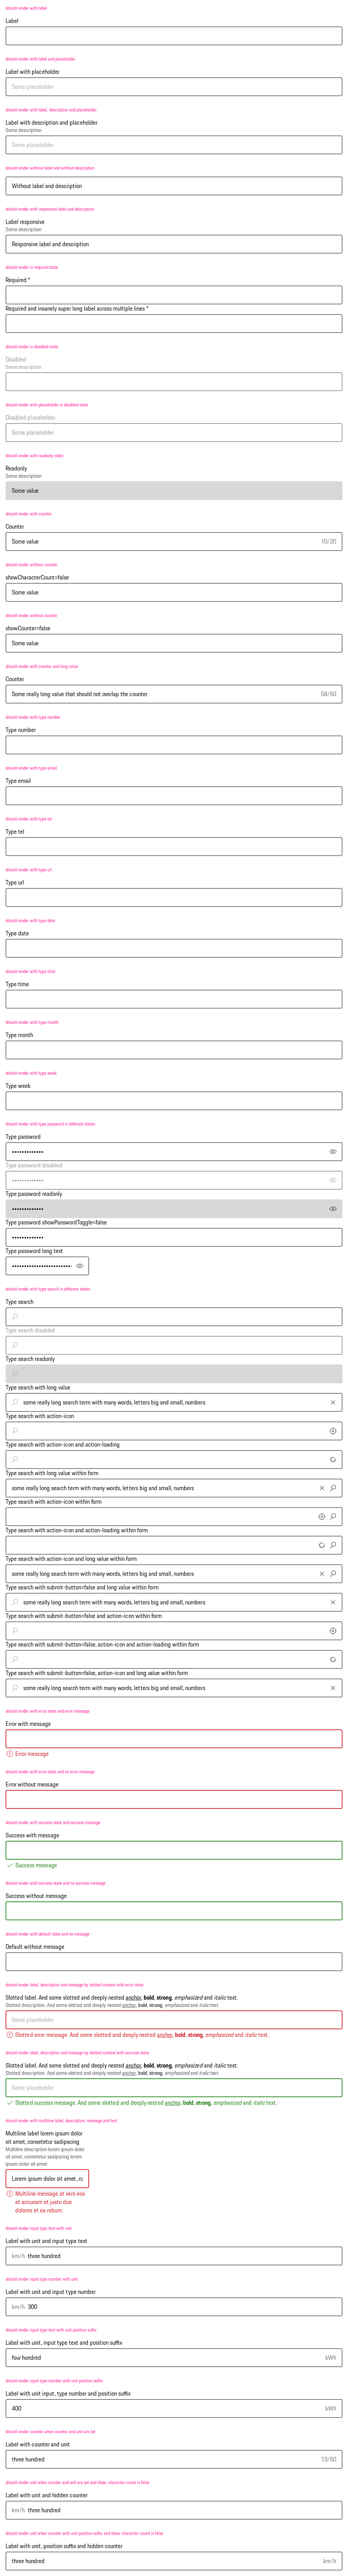 should render with label
Label
should render with label and placeholder
Label with placeholder
Some placeholder
should render with label, description and placeholder
Label with description and placeholder
Some description
Some placeholder
should render without label and without description
Without label and description
should render with responsive label and description
Label responsive
Some description
Responsive label and description
should render in required state
Required *
Required and insanely super long label across multiple lines *
should render in disabled state
Disabled
Some description
should render with placeholder in disabled state
Disabled placeholder
Some placeholder
should render with readonly state
Readonly
Some description
Some value
should render with counter
Counter
Some value 10/20
should render without counter
showCharacterCount=false
Some value
should render without counter
showCounter=false
Some value
should render with counter and long value
Counter
Some really long value that should not overlap the counter 58/50
should render with type number
Type number
should render with type email
Type email
should render with type tel
Type tel
should render with type url
Type url
should render with type date
Type date
should render with type time
Type time
should render with type month
Type month
should render with type week
Type week
should render with type password in different states
Type password
Type password disabled
Type password readonly
Type password showPasswordToggle=false
Type password long text
should render with type search in different states
Type search
Type search disabled
Type search readonly
Type search with long value
some really long search term with many words, letters big and small, numbers
Type search with action-icon
Type search with action-icon and action-loading
Type search with long value within form
some really long search term with many words, letters big and small, numbers
Type search with action-icon within form
Type search with action-icon and action-loading within form
Type search with action-icon and long value within form
some really long search term with many words, letters big and small, numbers
Type search with submit-button=false and long value within form
some really long search term with many words, letters big and small, numbers
Type search with submit-button=false and action-icon within form
Type search with submit-button=false, action-icon and action-loading within form
Type search with submit-button=false, action-icon and long value within form
some really long search term with many words, letters big and small, numbers
should render with error state and error message
Error with message
Error message
should render with error state and no error message
Error without message
should render with success state and success message
Success with message
Success message
should render with success state and no success message
Success without message
should render with default state and no message
Default without message
should render label, description and message by slotted content with error state
Slotted label. And some slotted and deeply nested anchor, bold, strong, emphasized and italic text.
Slotted description. And some slotted and deeply nested anchor, bold, strong, emphasized and italic text.
Some placeholder
Slotted error message. And some slotted and deeply nested anchor, bold, strong, emphasized and italic text.
should render label, description and message by slotted content with success state
Slotted label. And some slotted and deeply nested anchor, bold, strong, emphasized and italic text.
Slotted description. And some slotted and deeply nested anchor, bold, strong, emphasized and italic text.
Some placeholder
Slotted success message. And some slotted and deeply nested anchor, bold, strong, emphasized and italic text.
should render with multiline label, description, message and text
Multiline label lorem ipsum dolor
sit amet, consetetur sadipscing
Multiline description lorem ipsum dolor
sit amet, consetetur sadipscing lorem
ipsum dolor sit amet
Lorem ipsum dolor sit amet, co
Multiline message at vero eos
et accusam et justo duo
dolores et ea rebum.
should render input type text with unit
Label with unit and input type text
km/h three hundred
should render input type number with unit
Label with unit and input type number
km/h 300
should render input type text with unit position suffix
Label with unit, input type text and position suffix
four hundred kWh
should render input type number with unit position suffix
Label with unit input, type number and position suffix
400 kWh
should render counter when counter and unit are set
Label with counter and unit
three hundred 13/50
should render unit when counter and unit are set and show-character-count is false
Label with unit and hidden counter
km/h three hundred
should render unit when counter with unit position suffix and show-character-count is false
Label with unit, position suffix and hidden counter
three hundred km/h